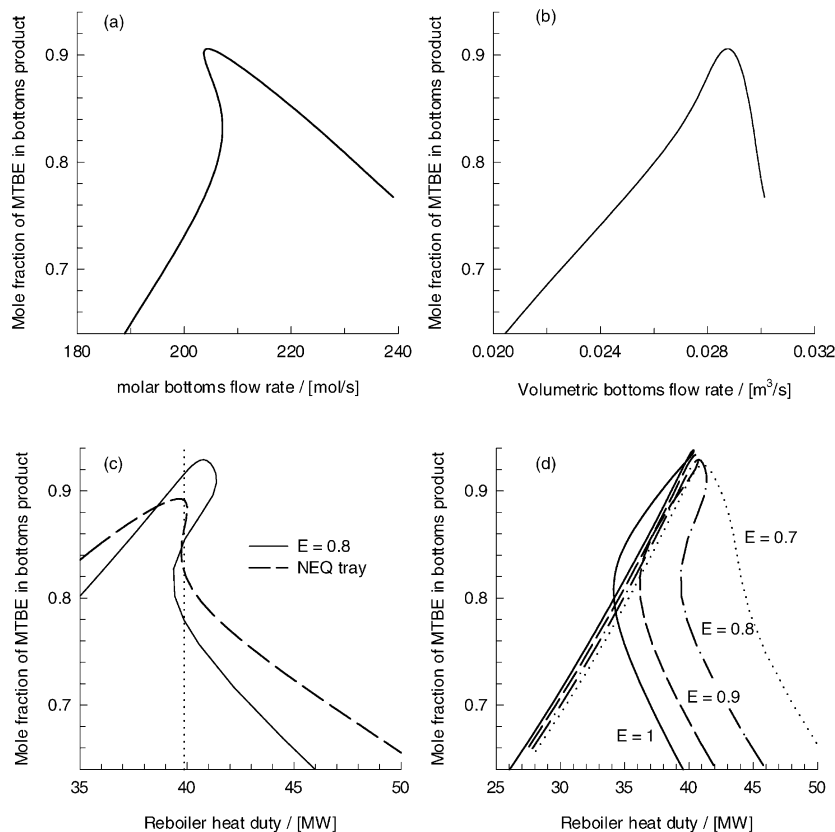 (a)
Mole fraction of MTBE in bottoms product
0.9
0.8
0.7
180 200 220 240
molar bottoms flow rate / [mol/s]
(b)
Mole fraction of MTBE in bottoms product
0.9
0.8
0.7
0.020 0.024 0.028 0.032
Volumetric bottoms flow rate / [m³/s]
(c)
Mole fraction of MTBE in bottoms product
0.9
0.8
0.7
E = 0.8
NEQ tray
35 40 45 50
Reboiler heat duty / [MW]
(d)
Mole fraction of MTBE in bottoms product
0.9
0.8
0.7
E = 0.7
E = 0.8
E = 0.9
E = 1
25 30 35 40 45 50
Reboiler heat duty / [MW]